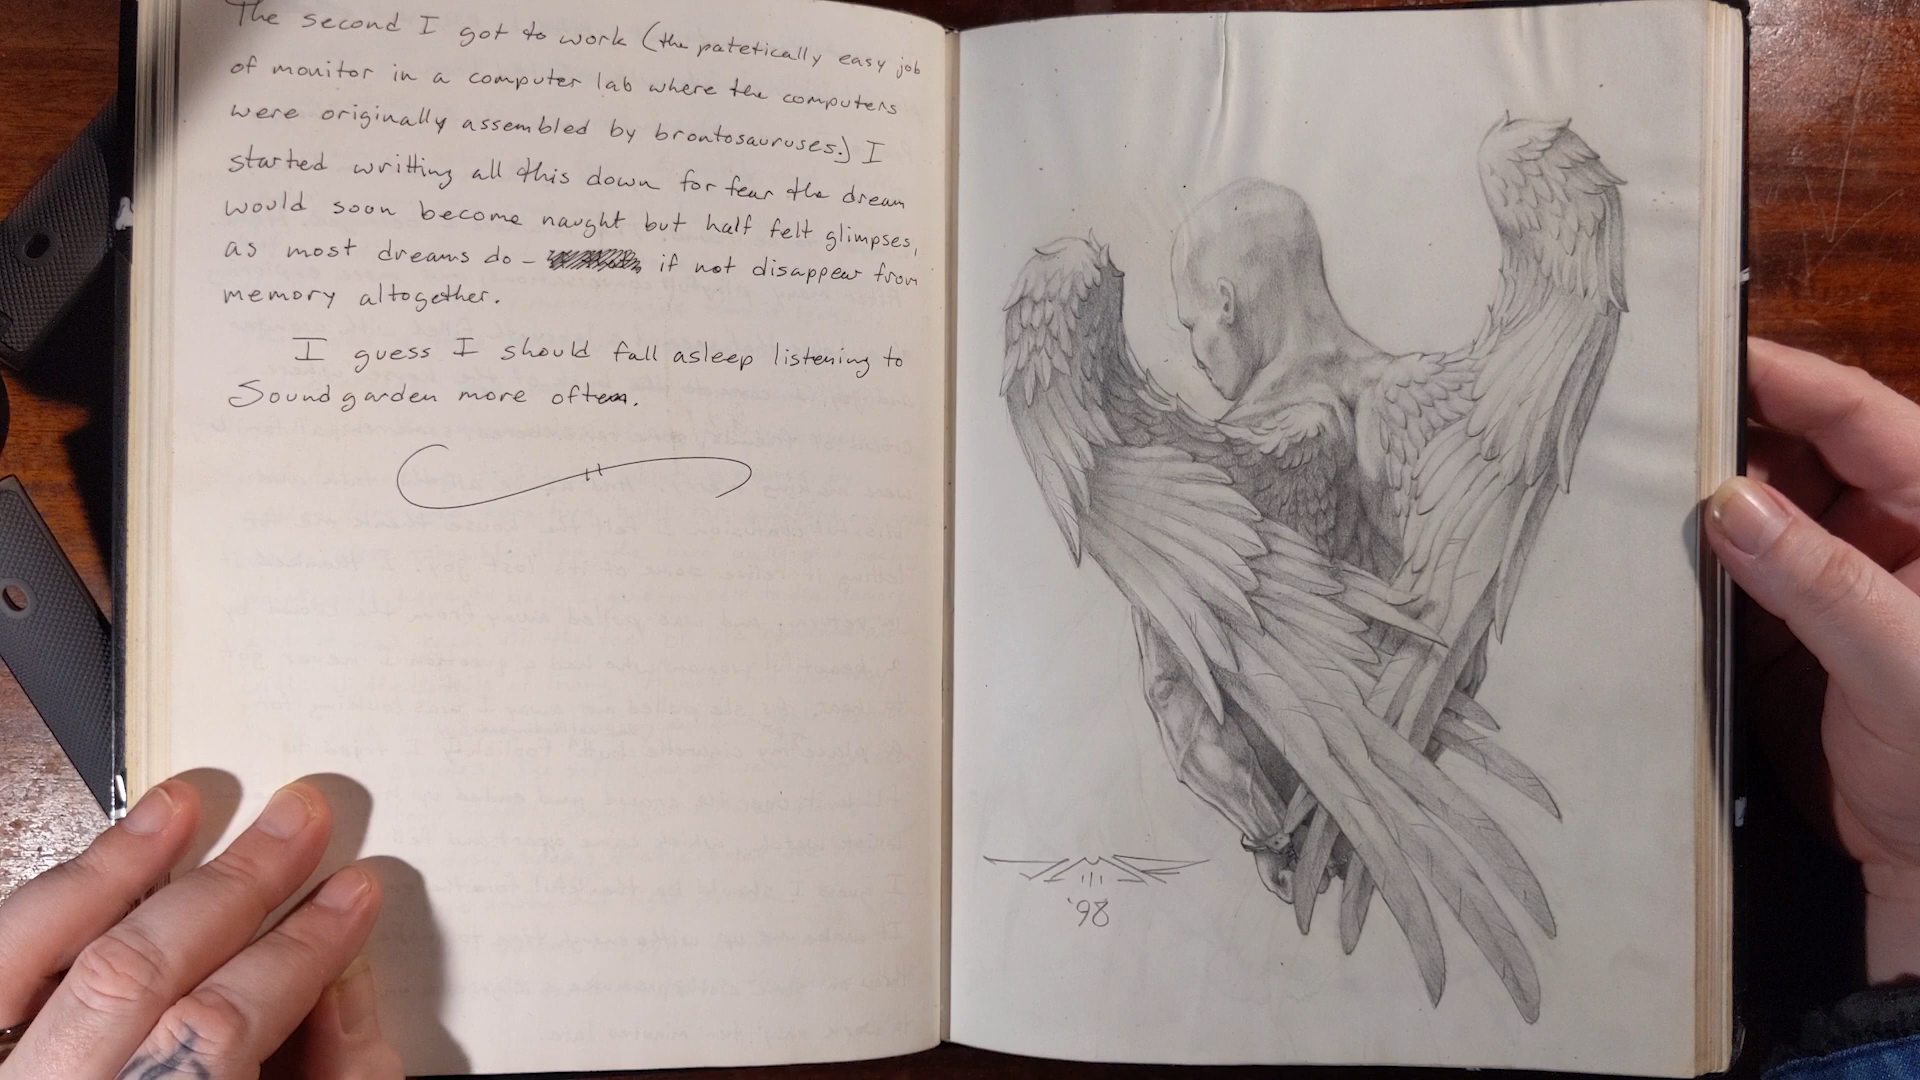 The second I got to work (the patetically easy job
of monitor in a computer lab where the computers
were originally assembled by brontosauruses.) I
started writting all this down for fear the dream
would soon become naught but half felt glimpses,
as most dreams do - if not disappear from
memory altogether.
I guess I should fall asleep listening to
Soundgarden more often.
'98